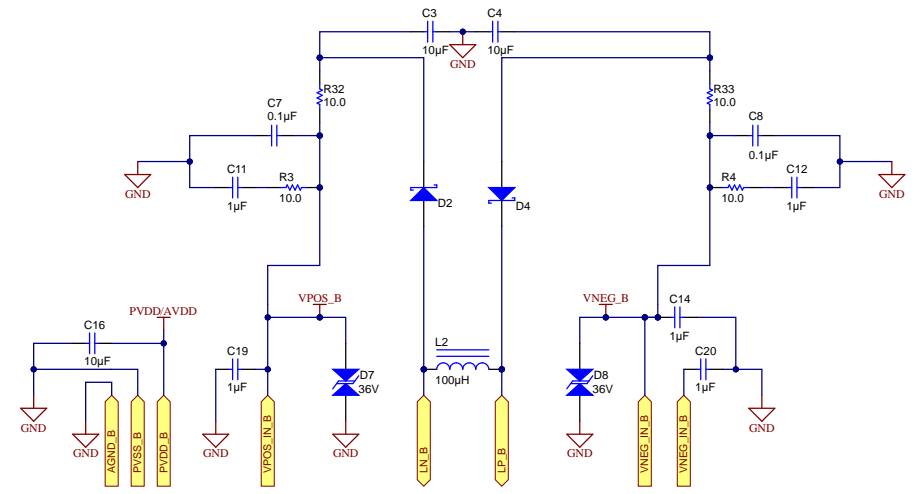 C3
C4
10µF
10µF
GND
R32
10.0
R33
10.0
C7
0.1µF
C8
0.1µF
C11
1µF
R3
10.0
R4
10.0
C12
1µF
GND
GND
D2
D4
VPOS_B
VNEG_B
PVDD/AVDD
C14
1µF
C16
10µF
C19
1µF
L2
100µH
C20
1µF
D7
36V
D8
36V
GND
GND
GND
GND
GND
GND
AGND_B
PVSS_B
PVDD_B
VPOS_IN_B
LN_B
LP_B
VNEG_IN_B
VNEG_IN_B